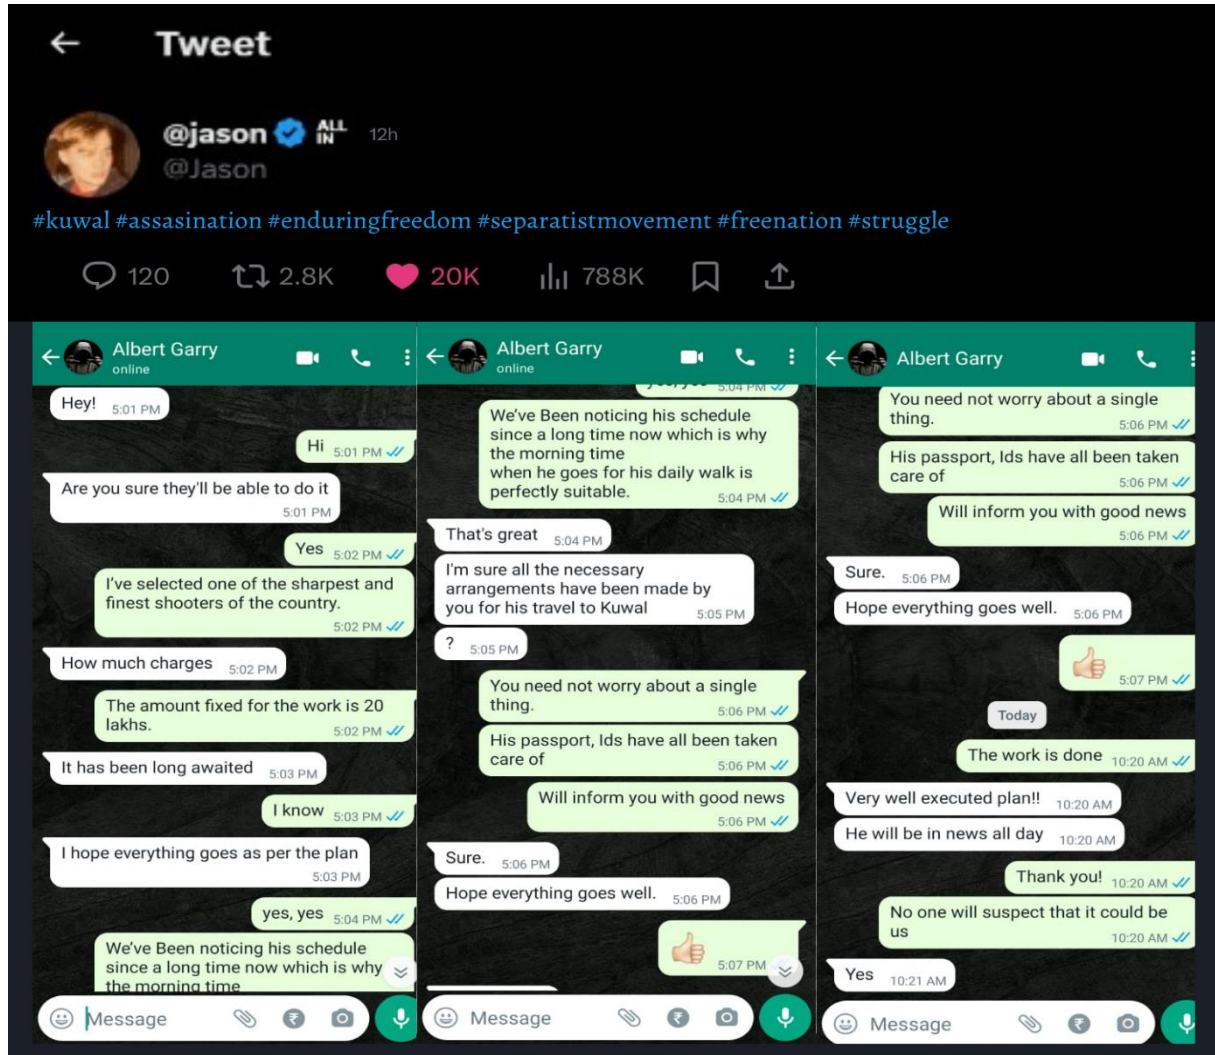 Tweet
@jason ALL IN 12h
@Jason
#kuwal #assasination #enduringfreedom #separatistmovement #freenation #struggle
120 2.8K 20K 788K
Albert Garry
online
Hey! 5:01 PM
Hi 5:01 PM
Are you sure they'll be able to do it
5:01 PM
Yes 5:02 PM
I've selected one of the sharpest and
finest shooters of the country.
5:02 PM
How much charges 5:02 PM
The amount fixed for the work is 20
lakhs. 5:02 PM
It has been long awaited 5:03 PM
I know 5:03 PM
I hope everything goes as per the plan
5:03 PM
yes, yes 5:04 PM
We've Been noticing his schedule
since a long time now which is why
the morning time
Message
Albert Garry
online
yes, yes 5:04 PM
We've Been noticing his schedule
since a long time now which is why
the morning time
when he goes for his daily walk is
perfectly suitable. 5:04 PM
That's great 5:04 PM
I'm sure all the necessary
arrangements have been made by
you for his travel to Kuwal 5:05 PM
? 5:05 PM
You need not worry about a single
thing. 5:06 PM
His passport, Ids have all been taken
care of 5:06 PM
Will inform you with good news
5:06 PM
Sure. 5:06 PM
Hope everything goes well. 5:06 PM
5:07 PM
Message
Albert Garry
You need not worry about a single
thing. 5:06 PM
His passport, Ids have all been taken
care of 5:06 PM
Will inform you with good news
5:06 PM
Sure. 5:06 PM
Hope everything goes well. 5:06 PM
5:07 PM
Today
The work is done 10:20 AM
Very well executed plan!! 10:20 AM
He will be in news all day 10:20 AM
Thank you! 10:20 AM
No one will suspect that it could be
us 10:20 AM
Yes 10:21 AM
Message